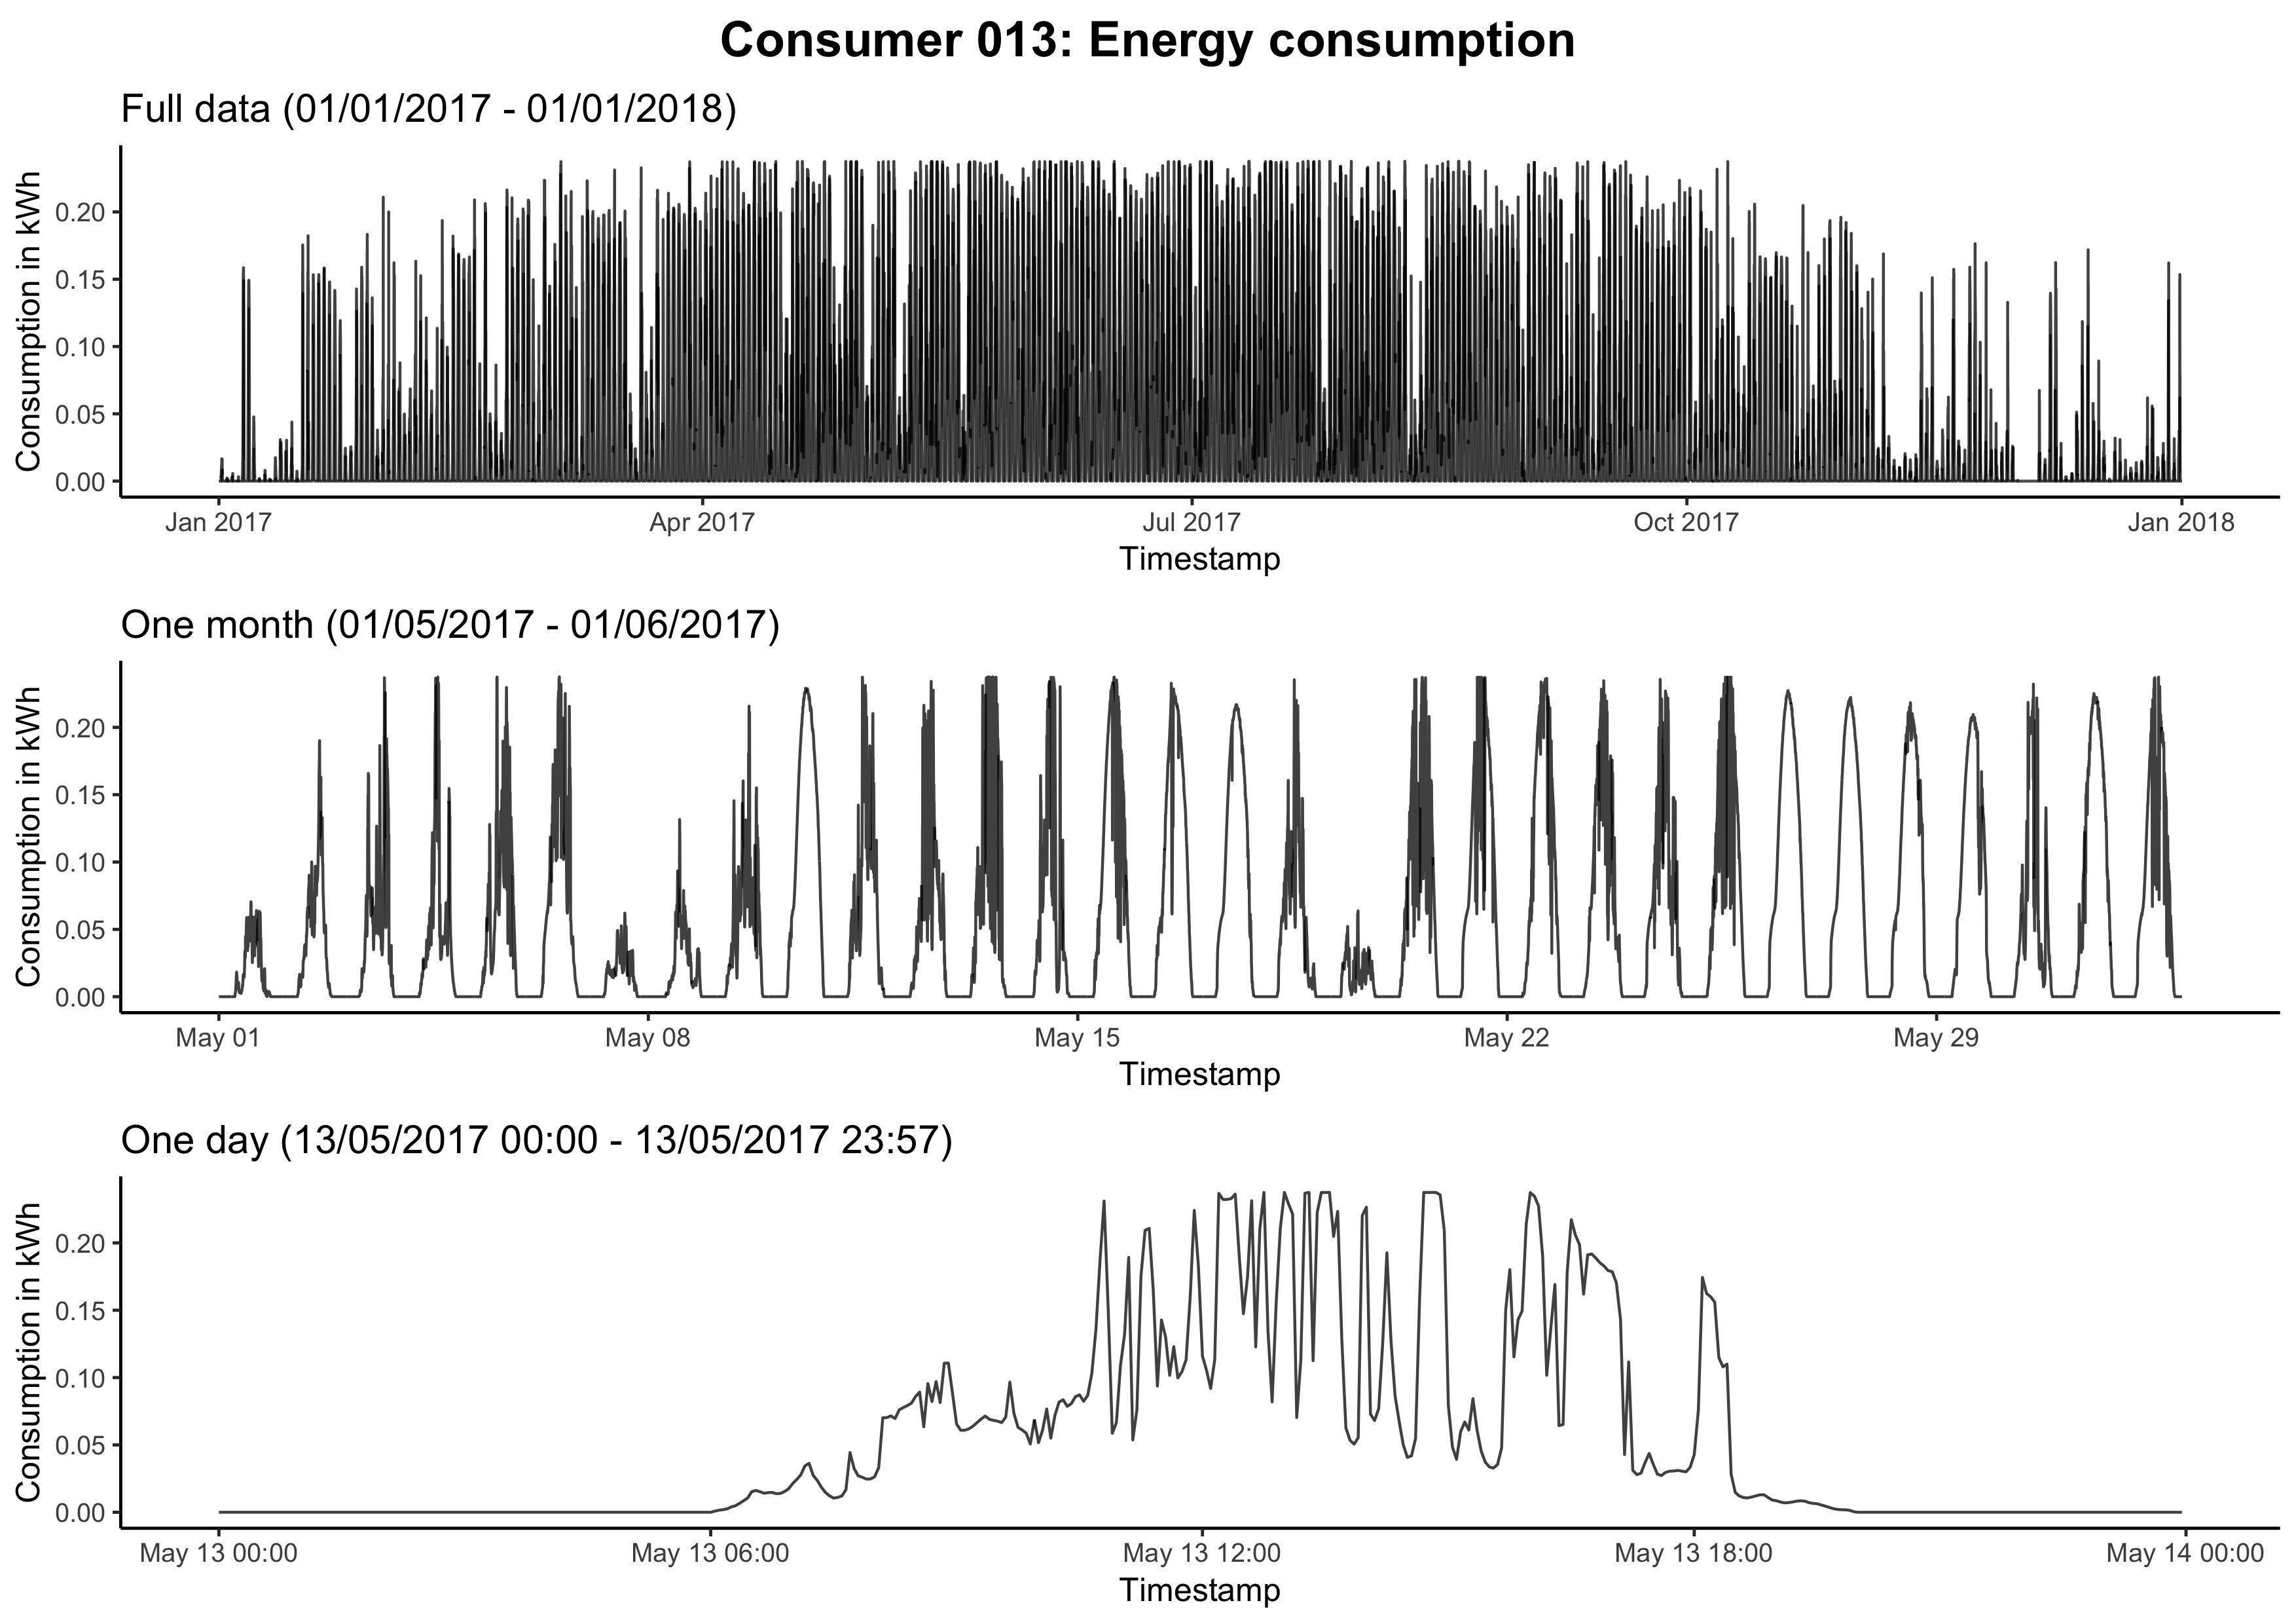 Consumer 013: Energy consumption
Full data (01/01/2017 - 01/01/2018)
Consumption in kWh
0.20
0.15
0.10
0.05
0.00
Jan 2017 Apr 2017 Jul 2017 Oct 2017 Jan 2018
Timestamp
One month (01/05/2017 - 01/06/2017)
Consumption in kWh
0.20
0.15
0.10
0.05
0.00
May 01 May 08 May 15 May 22 May 29
Timestamp
One day (13/05/2017 00:00 - 13/05/2017 23:57)
Consumption in kWh
0.20
0.15
0.10
0.05
0.00
May 13 00:00 May 13 06:00 May 13 12:00 May 13 18:00 May 14 00:00
Timestamp